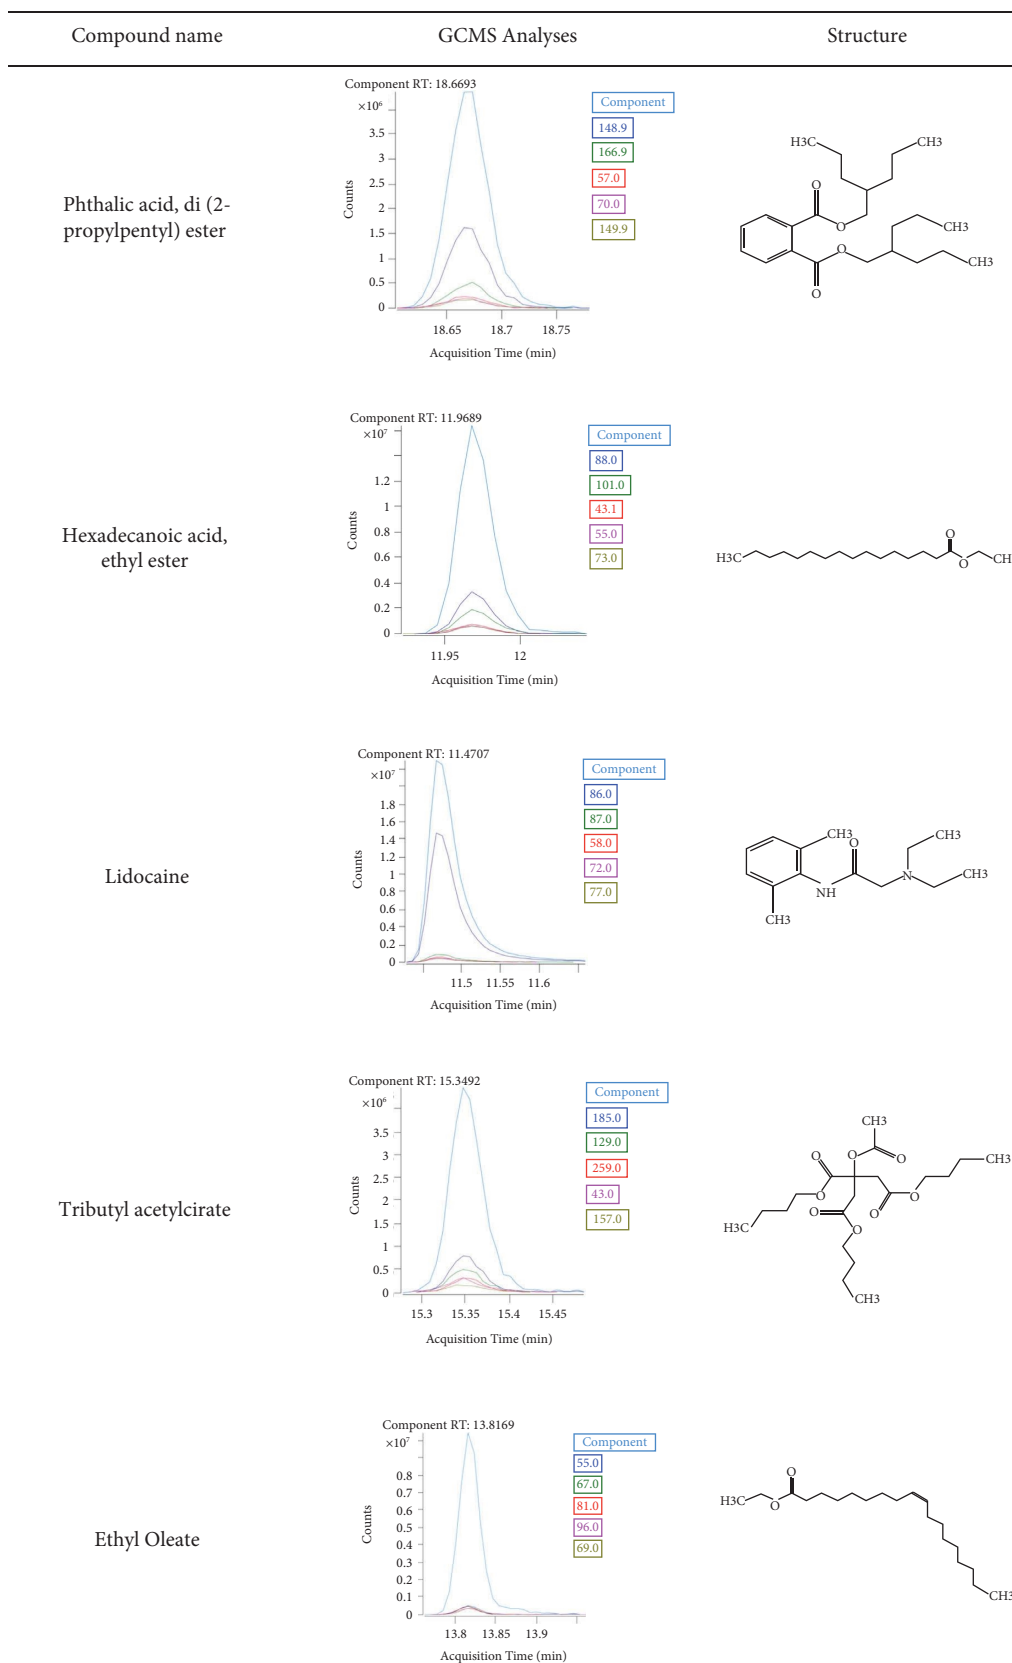 Compound name GCMS Analyses Structure
Component RT: 18.6693
×10⁶
3.5
3
2.5
2
1.5
1
0.5
0
Counts
18.65 18.7 18.75
Acquisition Time (min)
Component
148.9
166.9
57.0
70.0
149.9
Phthalic acid, di (2-
propylpentyl) ester
H3C CH3
O
O
CH3
O
CH3
O
Component RT: 11.9689
×10⁷
1.2
1
0.8
0.6
0.4
0.2
0
Counts
11.95 12
Acquisition Time (min)
Component
88.0
101.0
43.1
55.0
73.0
Hexadecanoic acid,
ethyl ester
O
H3C O CH
Component RT: 11.4707
×10⁷
1.8
1.6
1.4
1.2
1
0.8
0.6
0.4
0.2
0
Counts
11.5 11.55 11.6
Acquisition Time (min)
Component
86.0
87.0
58.0
72.0
77.0
Lidocaine
CH3 O CH3
NH N CH3
CH3
Component RT: 15.3492
×10⁶
3.5
3
2.5
2
1.5
1
0.5
0
Counts
15.3 15.35 15.4 15.45
Acquisition Time (min)
Component
185.0
129.0
259.0
43.0
157.0
Tributyl acetylcirate
CH3
O O O CH3
O O
H3C O O
O
CH3
Component RT: 13.8169
×10⁷
0.8
0.7
0.6
0.5
0.4
0.3
0.2
0.1
0
Counts
13.8 13.85 13.9
Acquisition Time (min)
Component
55.0
67.0
81.0
96.0
69.0
Ethyl Oleate
O
H3C O
CH3